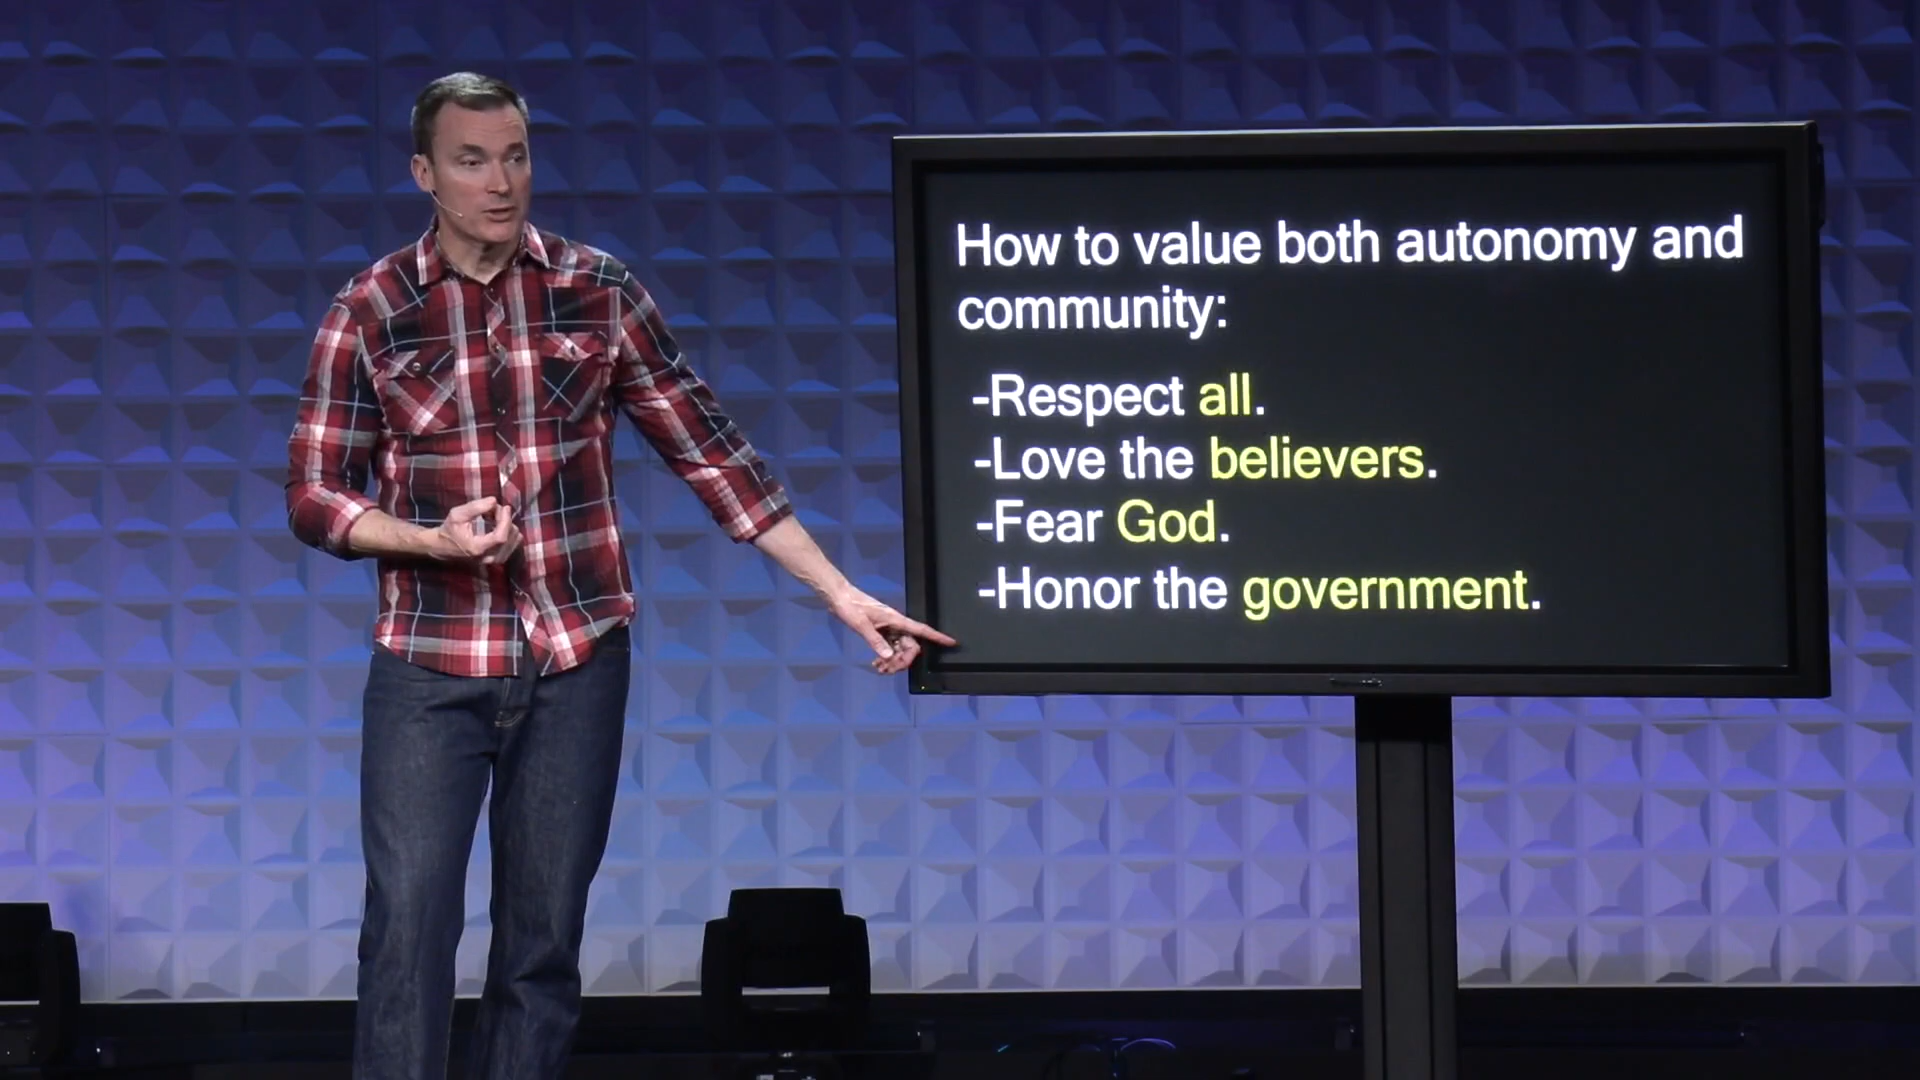 How to value both autonomy and
community:
-Respect all.
-Love the believers.
-Fear God.
-Honor the government.